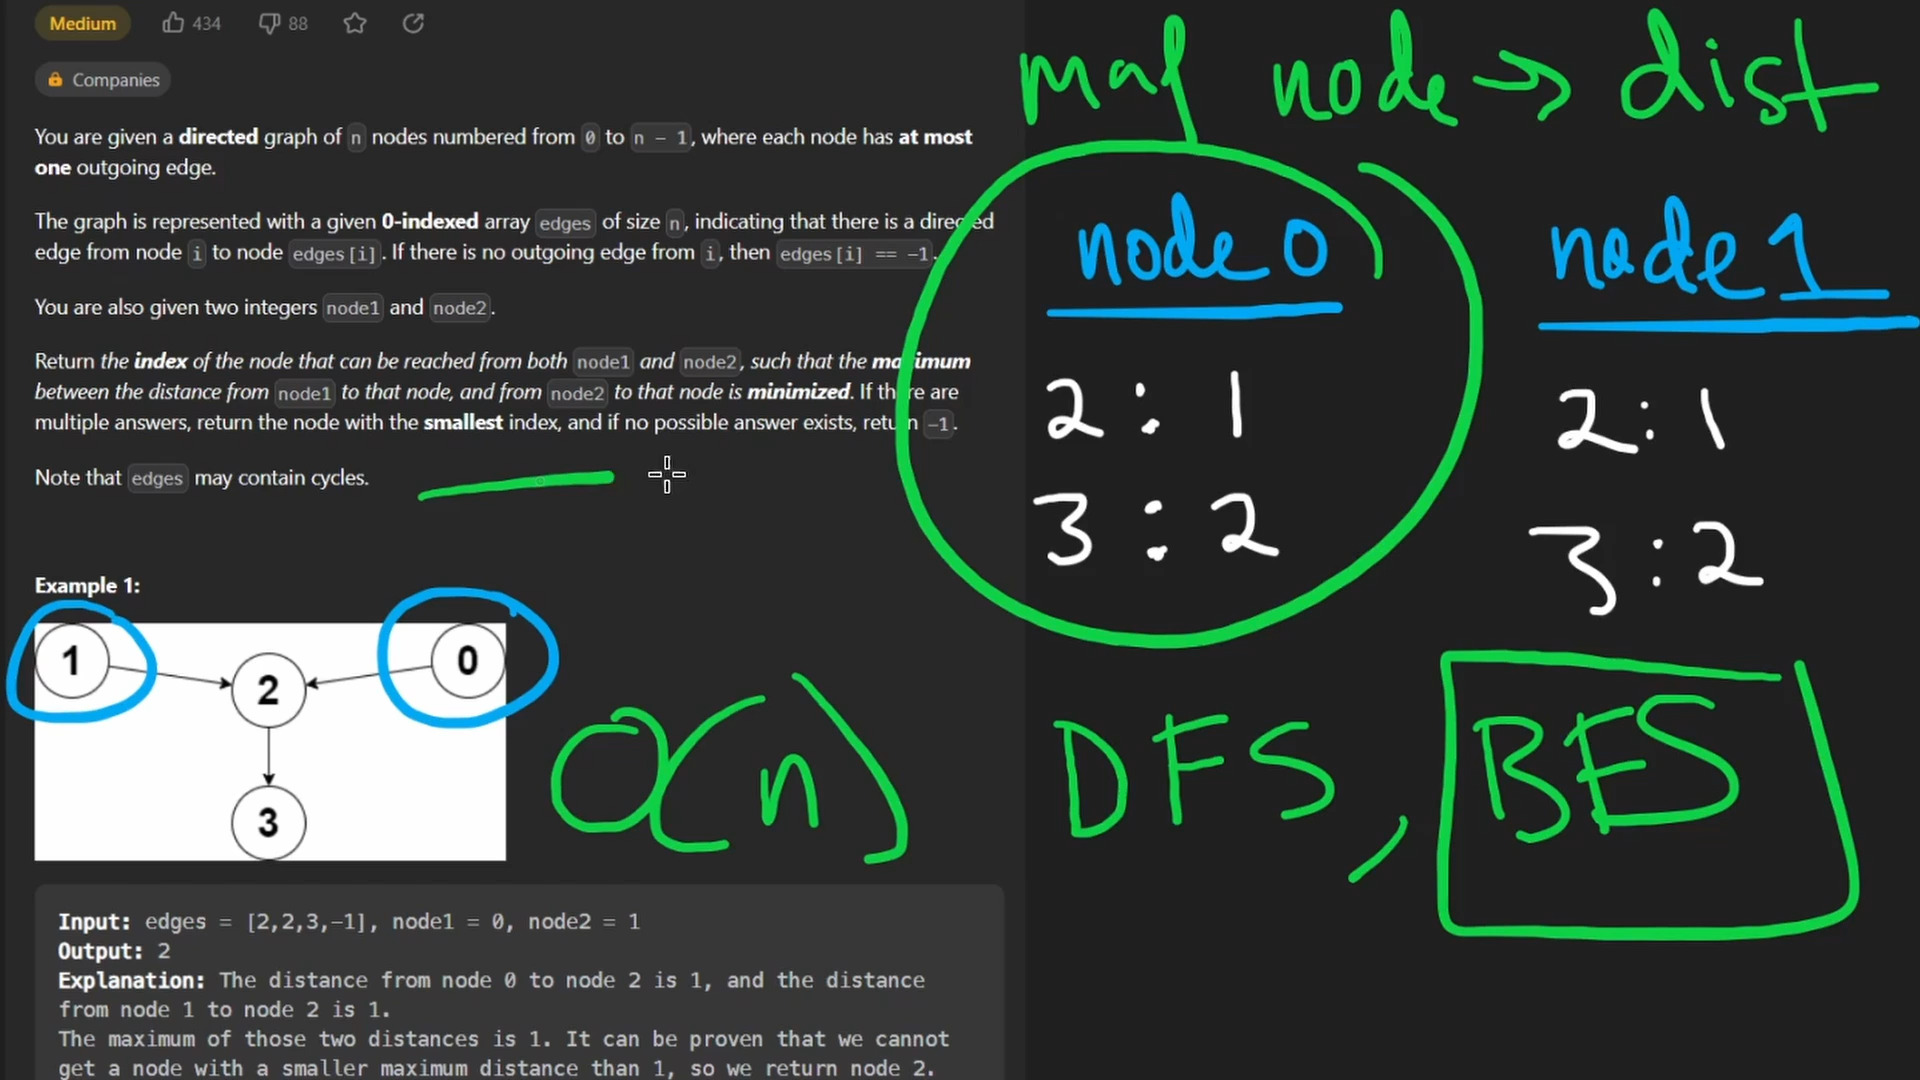 Medium 434 88
Companies
You are given a directed graph of n nodes numbered from 0 to n - 1, where each node has at most
one outgoing edge.
The graph is represented with a given 0-indexed array edges of size n, indicating that there is a directed
edge from node i to node edges[i]. If there is no outgoing edge from i, then edges[i] == -1.
You are also given two integers node1 and node2.
Return the index of the node that can be reached from both node1 and node2, such that the maximum
between the distance from node1 to that node, and from node2 to that node is minimized. If there are
multiple answers, return the node with the smallest index, and if no possible answer exists, return -1.
Note that edges may contain cycles.
Example 1:
1
0
2
3
Input: edges = [2,2,3,-1], node1 = 0, node2 = 1
Output: 2
Explanation: The distance from node 0 to node 2 is 1, and the distance
from node 1 to node 2 is 1.
The maximum of those two distances is 1. It can be proven that we cannot
get a node with a smaller maximum distance than 1, so we return node 2.
map node → dist
node 0 node 1
2 : 1 2 : 1
3 : 2 3 : 2
O(n) DFS, BFS